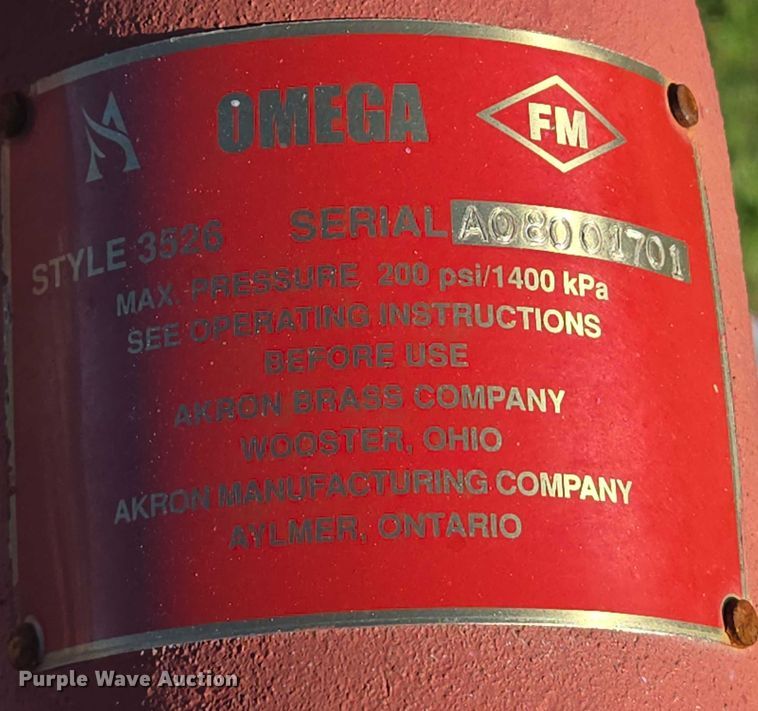 OMEGA FM
STYLE 3526 SERIAL A08001701
MAX. PRESSURE 200 psi/1400 kPa
SEE OPERATING INSTRUCTIONS
BEFORE USE
AKRON BRASS COMPANY
WOOSTER, OHIO
AKRON MANUFACTURING COMPANY
AYLMER, ONTARIO
Purple Wave Auction